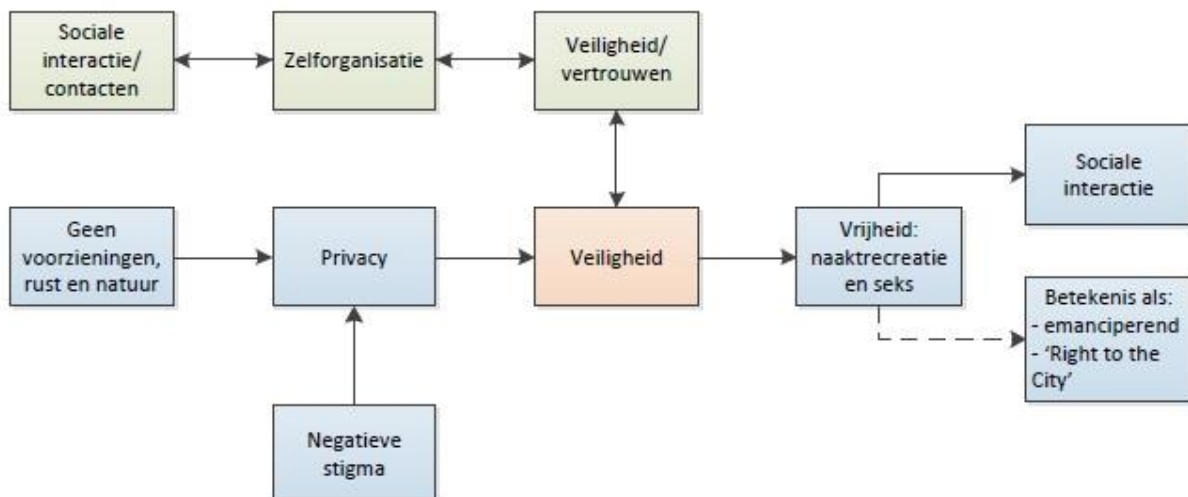 Sociale
interactie/
contacten
Zelforganisatie
Veiligheid/
vertrouwen
Sociale
interactie
Geen
voorzieningen,
rust en natuur
Privacy
Veiligheid
Vrijheid:
naaktrecreatie
en seks
Betekenis als:
- emanciperend
- ‘Right to the
City’
Negatieve
stigma